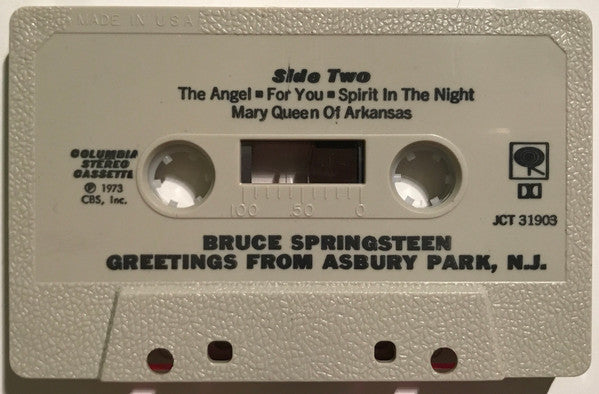 MADE IN U.S.A.
Side Two
The Angel ▪ For You ▪ Spirit In The Night
Mary Queen Of Arkansas
COLUMBIA
STEREO
CASSETTE
℗ 1973
CBS, Inc.
100 50 0
JCT 31903
BRUCE SPRINGSTEEN
GREETINGS FROM ASBURY PARK, N.J.